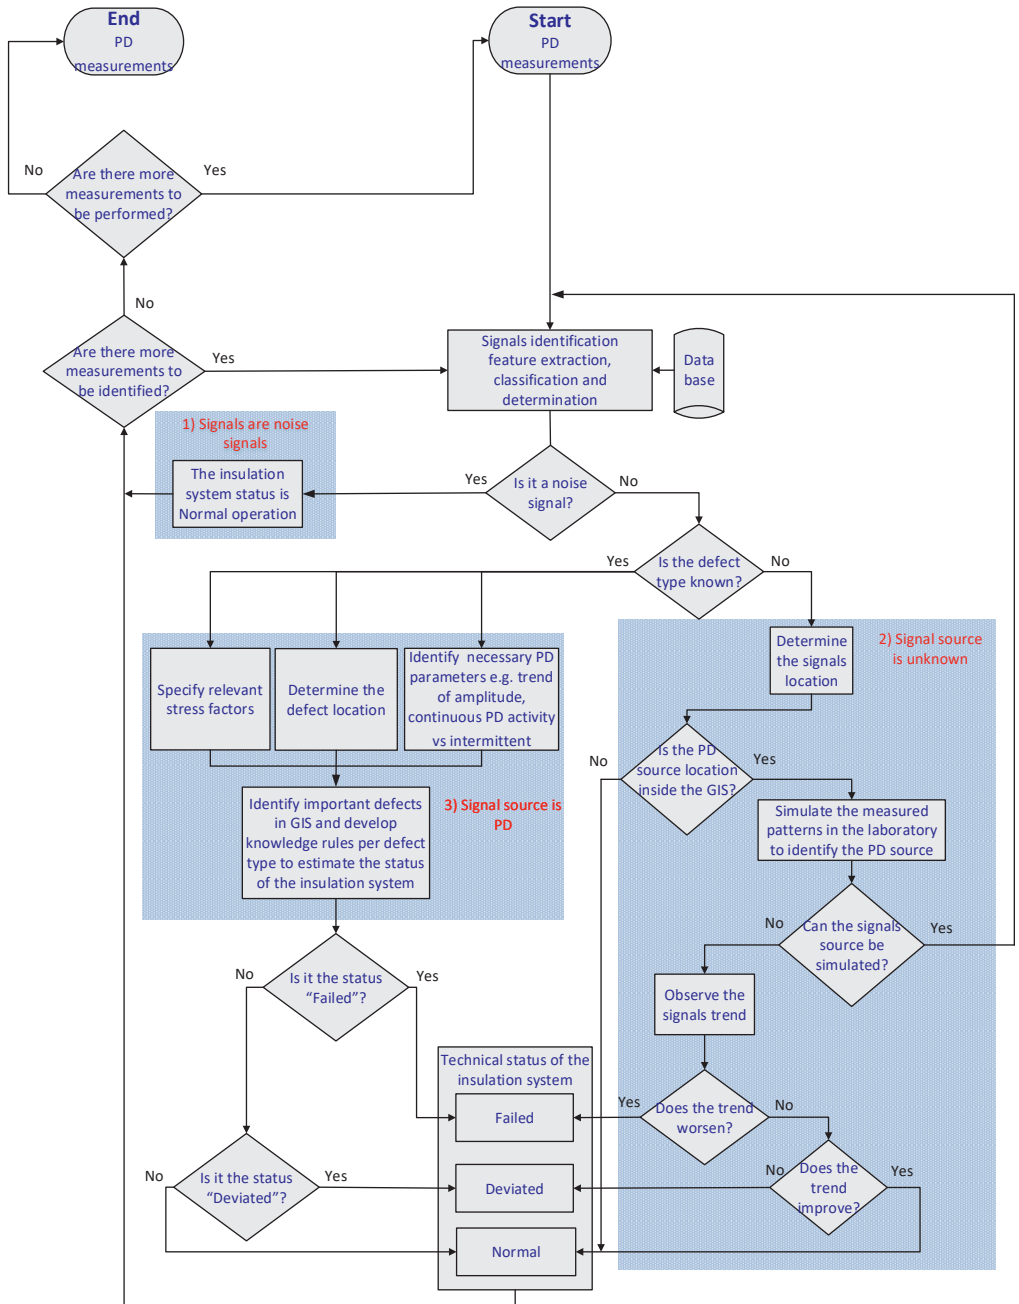 End
PD
measurements
Start
PD
measurements
No
Are there more
measurements to
be performed?
Yes
No
Are there more
measurements to
be identified?
Yes
Signals identification
feature extraction,
classification and
determination
Data
base
1) Signals are noise
signals
The insulation
system status is
Normal operation
Yes
Is it a noise
signal?
No
Yes
Is the defect
type known?
No
Specify relevant
stress factors
Determine the
defect location
Identify necessary PD
parameters e.g. trend
of amplitude,
continuous PD activity
vs intermittent
Determine
the signals
location
2) Signal source
is unknown
No
Is the PD
source location
inside the GIS?
Yes
Identify important defects
in GIS and develop
knowledge rules per defect
type to estimate the status
of the insulation system
3) Signal source is
PD
Simulate the measured
patterns in the laboratory
to identify the PD source
No
Can the signals
source be
simulated?
Yes
No
Is it the status
“Failed”?
Yes
Observe the
signals trend
Technical status of the
insulation system
Failed
Yes
Does the trend
worsen?
No
No
Is it the status
“Deviated”?
Yes
Deviated
No
Does the
trend
improve?
Yes
Normal